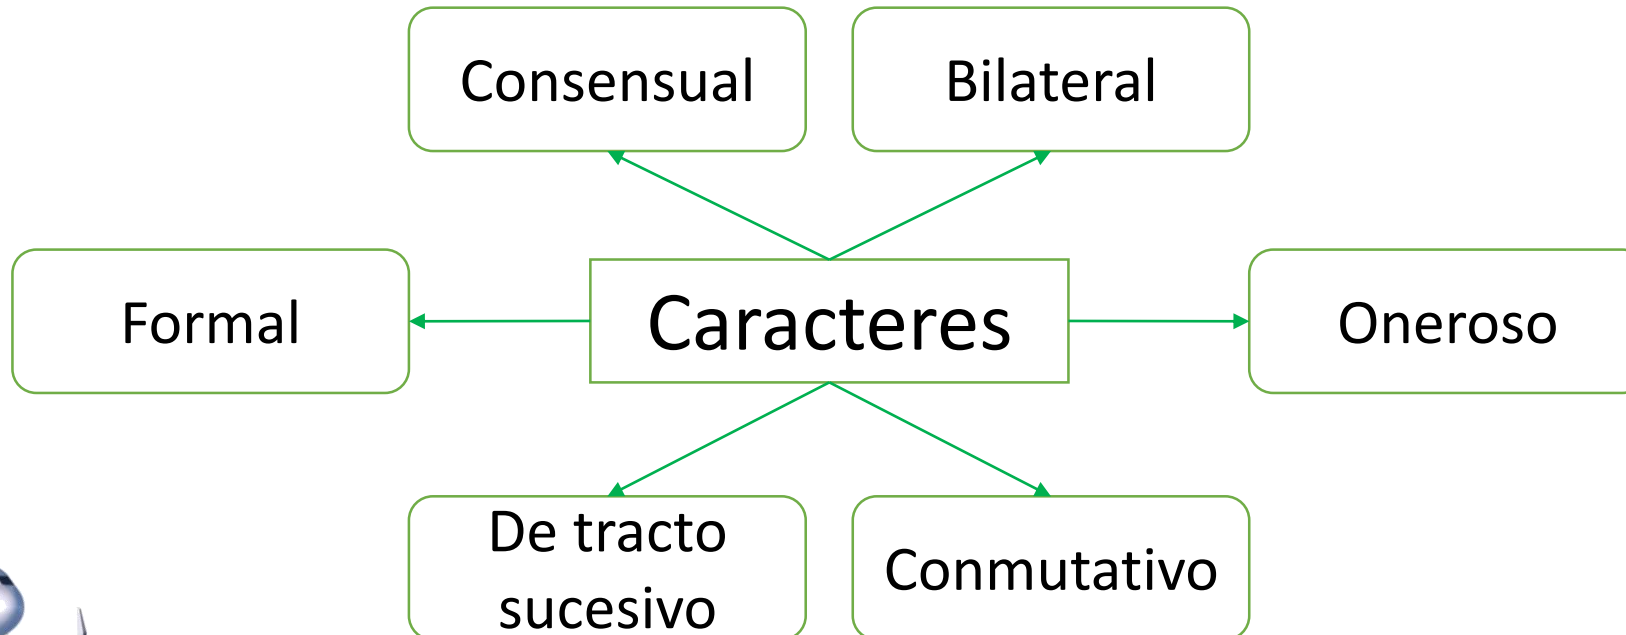 Consensual
Bilateral
Formal
Caracteres
Oneroso
De tracto
sucesivo
Conmutativo